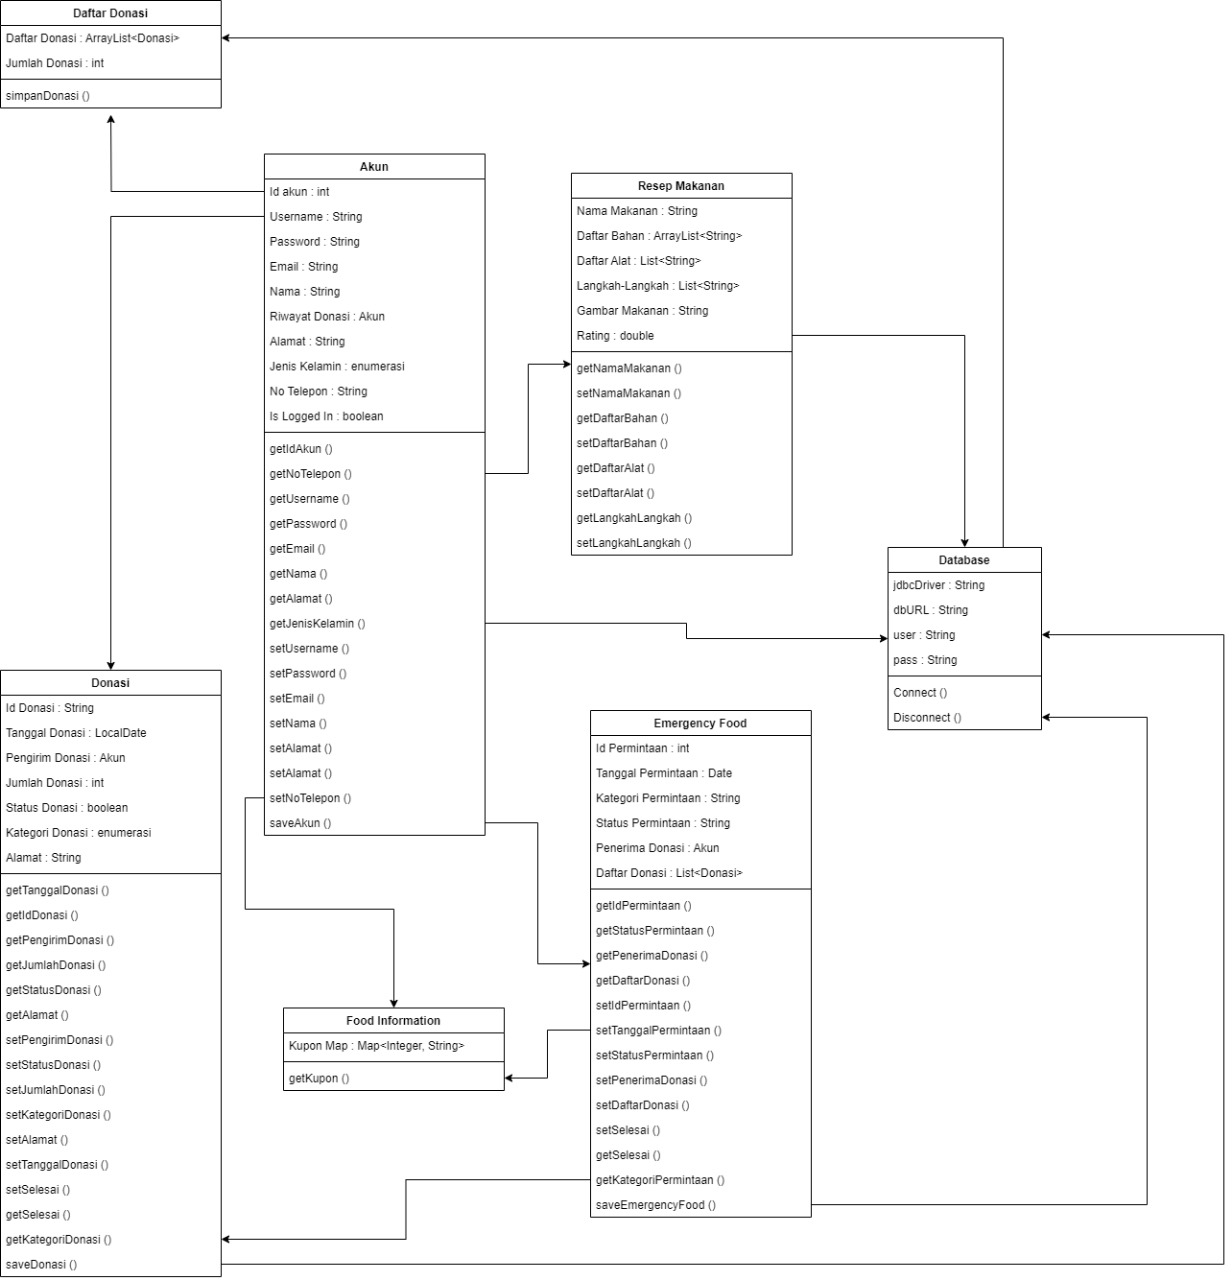 Daftar Donasi
Daftar Donasi : ArrayList<Donasi>
Jumlah Donasi : int
simpanDonasi ()
Akun
Id akun : int
Username : String
Password : String
Email : String
Nama : String
Riwayat Donasi : Akun
Alamat : String
Jenis Kelamin : enumerasi
No Telepon : String
Is Logged In : boolean
getIdAkun ()
getNoTelepon ()
getUsername ()
getPassword ()
getEmail ()
getNama ()
getAlamat ()
getJenisKelamin ()
setUsername ()
setPassword ()
setEmail ()
setNama ()
setAlamat ()
setAlamat ()
setNoTelepon ()
saveAkun ()
Resep Makanan
Nama Makanan : String
Daftar Bahan : ArrayList<String>
Daftar Alat : List<String>
Langkah-Langkah : List<String>
Gambar Makanan : String
Rating : double
getNamaMakanan ()
setNamaMakanan ()
getDaftarBahan ()
setDaftarBahan ()
getDaftarAlat ()
setDaftarAlat ()
getLangkahLangkah ()
setLangkahLangkah ()
Database
jdbcDriver : String
dbURL : String
user : String
pass : String
Connect ()
Disconnect ()
Donasi
Id Donasi : String
Tanggal Donasi : LocalDate
Pengirim Donasi : Akun
Jumlah Donasi : int
Status Donasi : boolean
Kategori Donasi : enumerasi
Alamat : String
getTanggalDonasi ()
getIdDonasi ()
getPengirimDonasi ()
getJumlahDonasi ()
getStatusDonasi ()
getAlamat ()
setPengirimDonasi ()
setStatusDonasi ()
setJumlahDonasi ()
setKategoriDonasi ()
setAlamat ()
setTanggalDonasi ()
setSelesai ()
getSelesai ()
getKategoriDonasi ()
saveDonasi ()
Emergency Food
Id Permintaan : int
Tanggal Permintaan : Date
Kategori Permintaan : String
Status Permintaan : String
Penerima Donasi : Akun
Daftar Donasi : List<Donasi>
getIdPermintaan ()
getStatusPermintaan ()
getPenerimaDonasi ()
getDaftarDonasi ()
setIdPermintaan ()
setTanggalPermintaan ()
setStatusPermintaan ()
setPenerimaDonasi ()
setDaftarDonasi ()
setSelesai ()
getSelesai ()
getKategoriPermintaan ()
saveEmergencyFood ()
Food Information
Kupon Map : Map<Integer, String>
getKupon ()